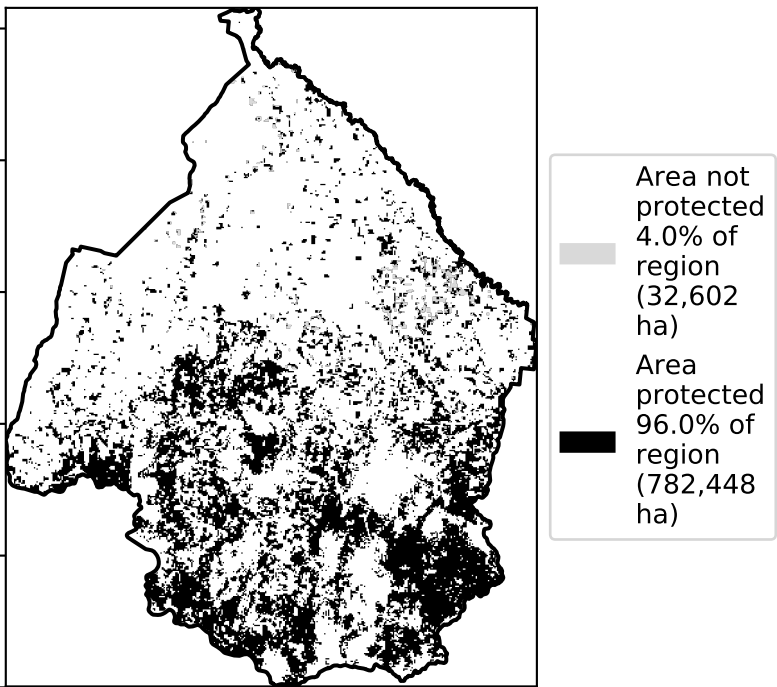 Area not
protected
4.0% of
region
(32,602
ha)
Area
protected
96.0% of
region
(782,448
ha)